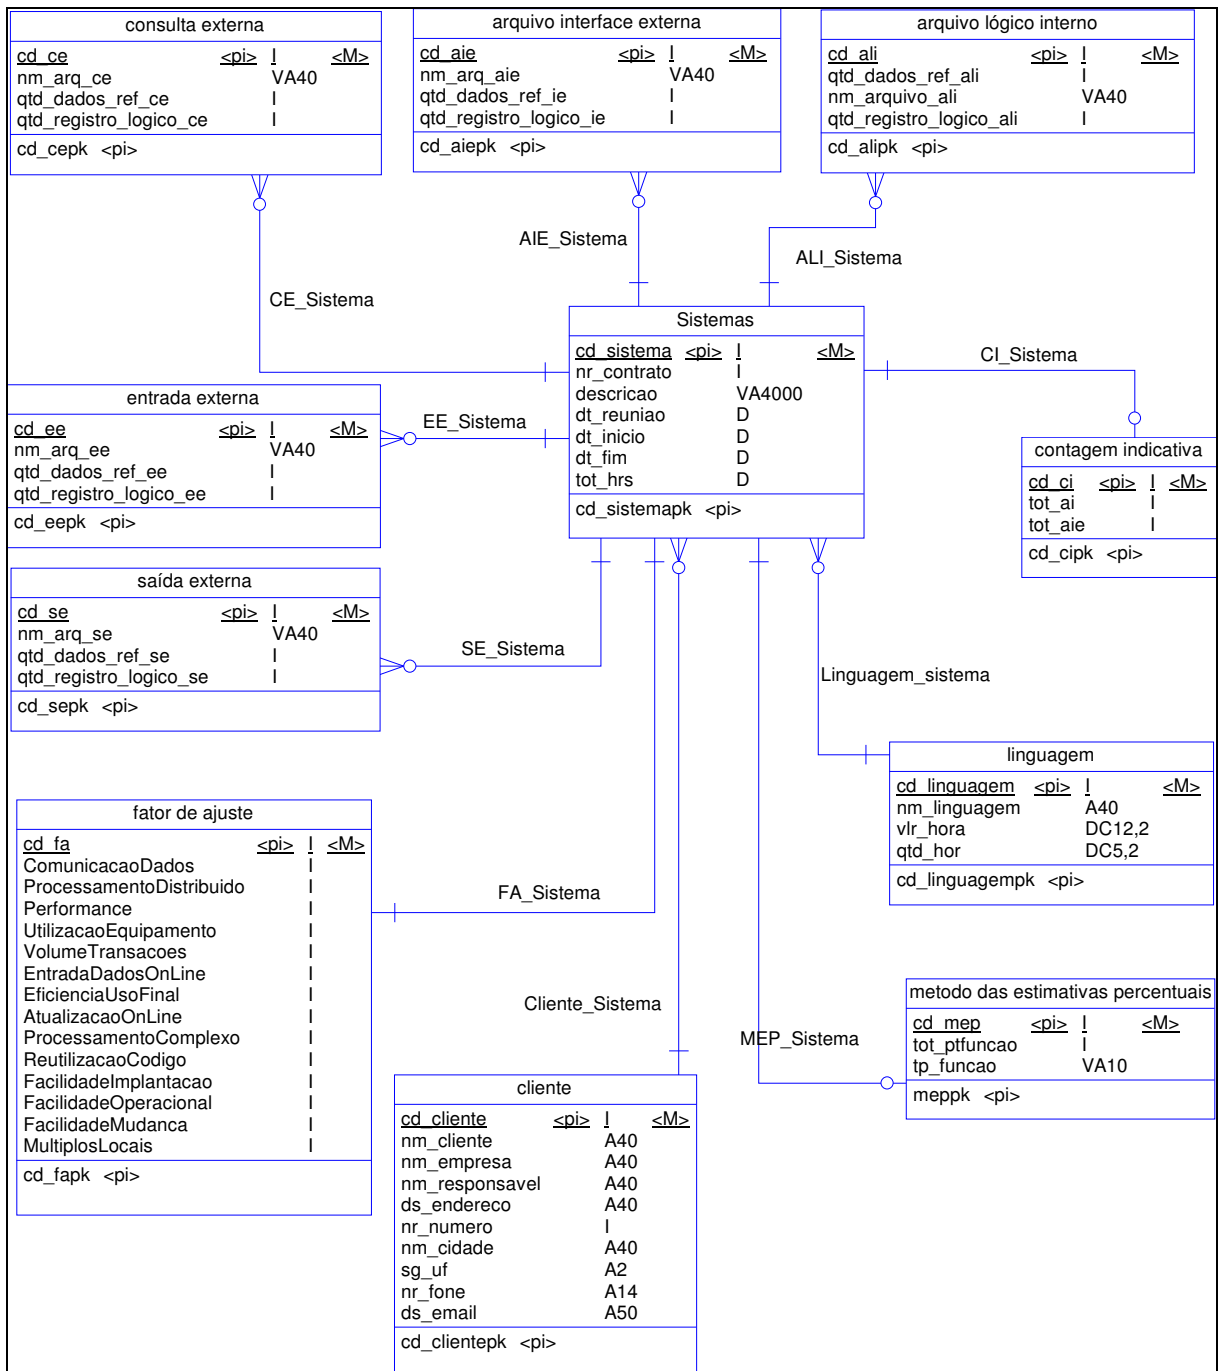 consulta externa
cd_ce <pi> I <M>
nm_arq_ce VA40
qtd_dados_ref_ce I
qtd_registro_logico_ce I
cd_cepk <pi>
arquivo interface externa
cd_aie <pi> I <M>
nm_arq_aie VA40
qtd_dados_ref_ie I
qtd_registro_logico_ie I
cd_aiepk <pi>
arquivo lógico interno
cd_ali <pi> I <M>
qtd_dados_ref_ali I
nm_arquivo_ali VA40
qtd_registro_logico_ali I
cd_alipk <pi>
AIE_Sistema
ALI_Sistema
CE_Sistema
Sistemas
cd_sistema <pi> I <M>
nr_contrato I
descricao VA4000
dt_reuniao D
dt_inicio D
dt_fim D
tot_hrs D
cd_sistemapk <pi>
CI_Sistema
entrada externa
cd_ee <pi> I <M>
nm_arq_ee VA40
qtd_dados_ref_ee I
qtd_registro_logico_ee I
cd_eepk <pi>
EE_Sistema
contagem indicativa
cd_ci <pi> I <M>
tot_ai I
tot_aie I
cd_cipk <pi>
saída externa
cd_se <pi> I <M>
nm_arq_se VA40
qtd_dados_ref_se I
qtd_registro_logico_se I
cd_sepk <pi>
SE_Sistema
Linguagem_sistema
linguagem
cd_linguagem <pi> I <M>
nm_linguagem A40
vlr_hora DC12,2
qtd_hor DC5,2
cd_linguagempk <pi>
fator de ajuste
cd_fa <pi> I <M>
ComunicacaoDados I
ProcessamentoDistribuido I
Performance I
UtilizacaoEquipamento I
VolumeTransacoes I
EntradaDadosOnLine I
EficienciaUsoFinal I
AtualizacaoOnLine I
ProcessamentoComplexo I
ReutilizacaoCodigo I
FacilidadeImplantacao I
FacilidadeOperacional I
FacilidadeMudanca I
MultiplosLocais I
cd_fapk <pi>
FA_Sistema
Cliente_Sistema
MEP_Sistema
metodo das estimativas percentuais
cd_mep <pi> I <M>
tot_ptfuncao I
tp_funcao VA10
meppk <pi>
cliente
cd_cliente <pi> I <M>
nm_cliente A40
nm_empresa A40
nm_responsavel A40
ds_endereco A40
nr_numero I
nm_cidade A40
sg_uf A2
nr_fone A14
ds_email A50
cd_clientepk <pi>